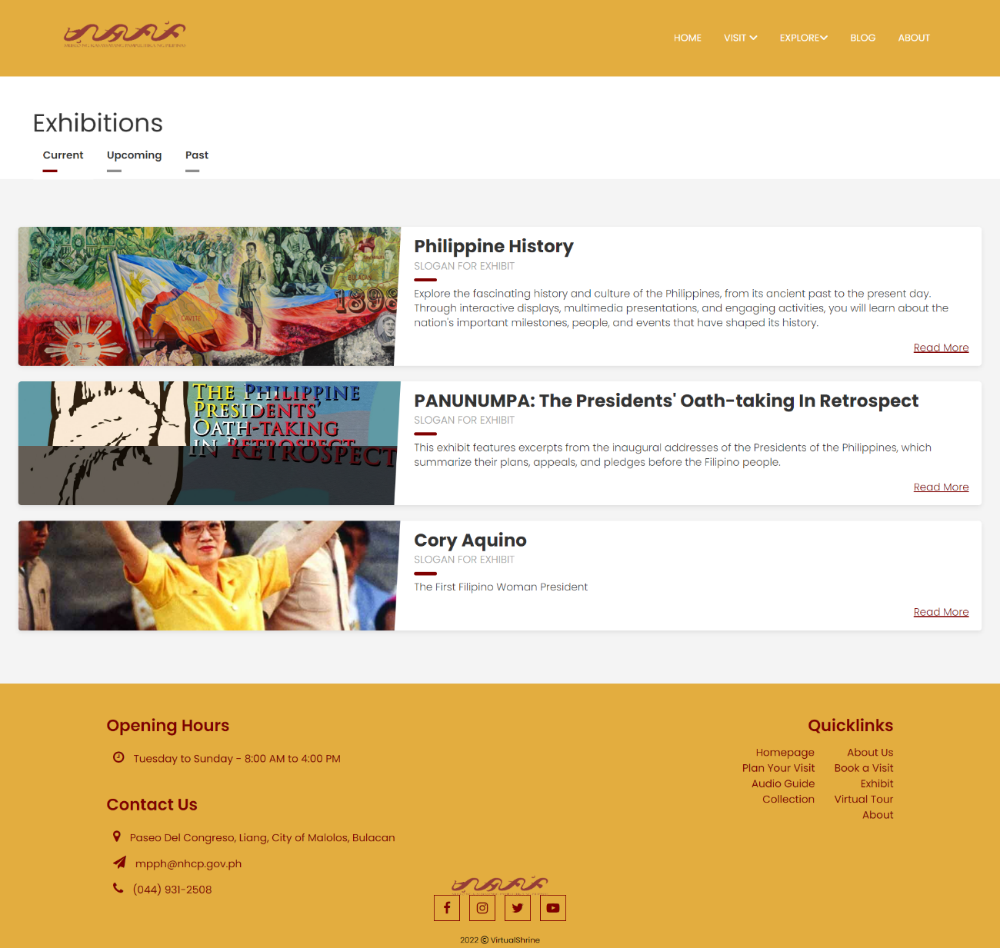 HOME VISIT EXPLORE BLOG ABOUT
Exhibitions
Current Upcoming Past
CAVITE
BULACAN
1898
Philippine History
SLOGAN FOR EXHIBIT
Explore the fascinating history and culture of the Philippines, from its ancient past to the present day.
Through interactive displays, multimedia presentations, and engaging activities, you will learn about the
nation's important milestones, people, and events that have shaped its history.
Read More
THE PHILIPPINE
PRESIDENTS'
OATH-TAKING
IN RETROSPECT
IN RETROSPECT
PANUNUMPA: The Presidents' Oath-taking In Retrospect
SLOGAN FOR EXHIBIT
This exhibit features excerpts from the inaugural addresses of the Presidents of the Philippines, which
summarize their plans, appeals, and pledges before the Filipino people.
Read More
Cory Aquino
SLOGAN FOR EXHIBIT
The First Filipino Woman President
Read More
Opening Hours
Tuesday to Sunday - 8:00 AM to 4:00 PM
Contact Us
Paseo Del Congreso, Liang, City of Malolos, Bulacan
mpph@nhcp.gov.ph
(044) 931-2508
Quicklinks
Homepage About Us
Plan Your Visit Book a Visit
Audio Guide Exhibit
Collection Virtual Tour
About
2022 © VirtualShrine